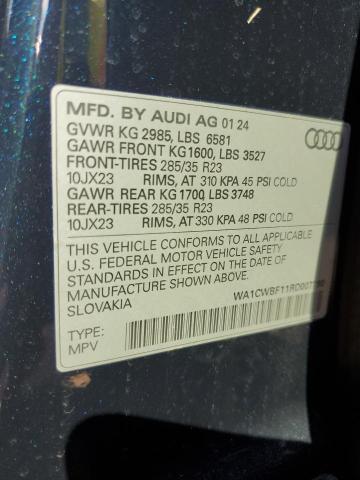 MFD. BY AUDI AG 01 24
GVWR KG 2985, LBS 6581
GAWR FRONT KG1600, LBS 3527
FRONT-TIRES 285/35 R23
10JX23 RIMS, AT 310 KPA 45 PSI COLD
GAWR REAR KG1700, LBS 3748
REAR-TIRES 285/35 R23
10JX23 RIMS,AT 330 KPA 48 PSI COLD
THIS VEHICLE CONFORMS TO ALL APPLICABLE
U.S. FEDERAL MOTOR VEHICLE SAFETY
STANDARDS IN EFFECT ON THE DATE OF
MANUFACTURE SHOWN ABOVE.
SLOVAKIA
TYPE:
MPV